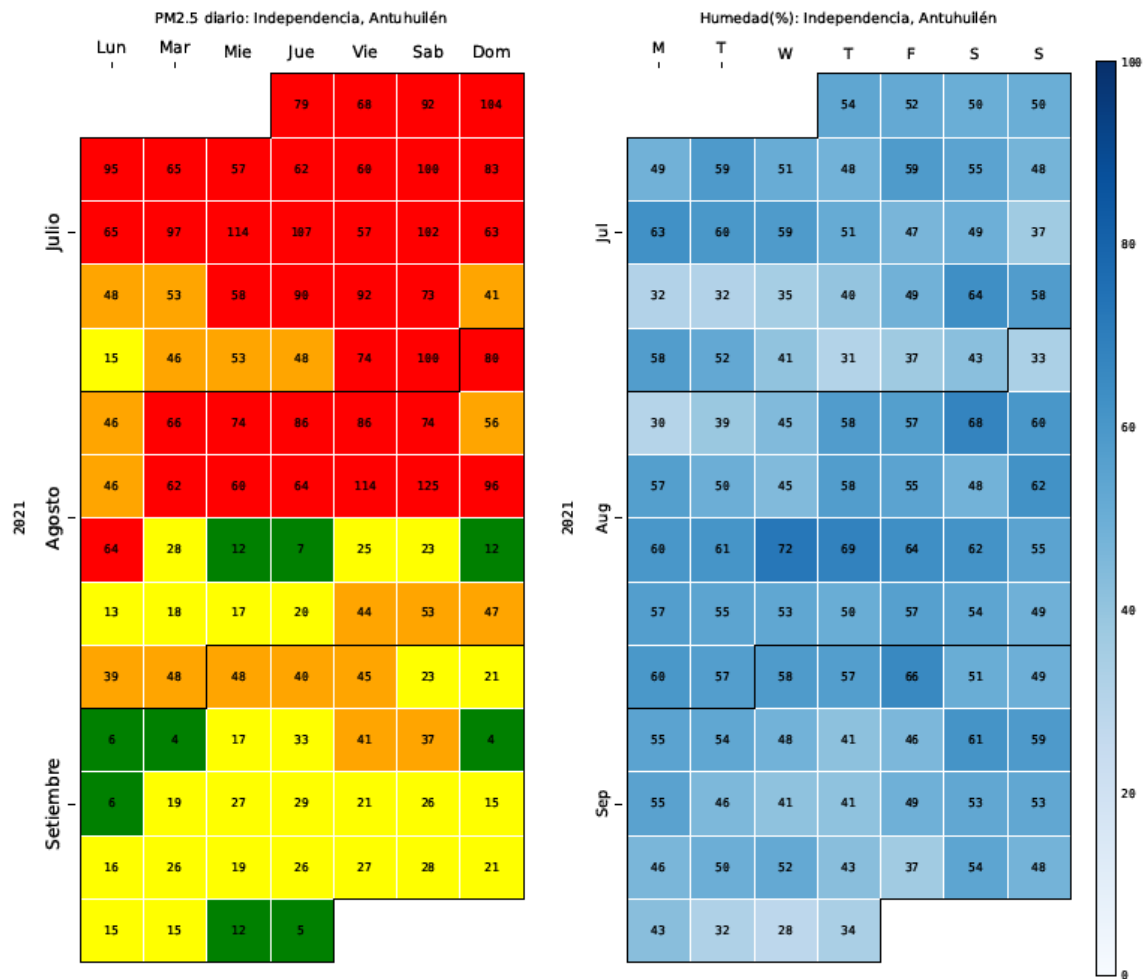 PM2.5 diario: Independencia, Antuhuilén
Lun Mar Mie Jue Vie Sab Dom
79 68 92 104
95 65 57 62 60 100 83
Julio
65 97 114 107 57 102 63
48 53 58 90 92 73 41
15 46 53 48 74 100 80
46 66 74 86 86 74 56
2021
Agosto
46 62 60 64 114 125 96
64 28 12 7 25 23 12
13 18 17 20 44 53 47
39 48 48 40 45 23 21
6 4 17 33 41 37 4
Setiembre
6 19 27 29 21 26 15
16 26 19 26 27 28 21
15 15 12 5
Humedad(%): Independencia, Antuhuilén
M T W T F S S
54 52 50 50
49 59 51 48 59 55 48
Jul
63 60 59 51 47 49 37
32 32 35 40 49 64 58
58 52 41 31 37 43 33
30 39 45 58 57 68 60
2021
Aug
57 50 45 58 55 48 62
60 61 72 69 64 62 55
57 55 53 50 57 54 49
60 57 58 57 66 51 49
55 54 48 41 46 61 59
Sep
55 46 41 41 49 53 53
46 50 52 43 37 54 48
43 32 28 34
100
80
60
40
20
0